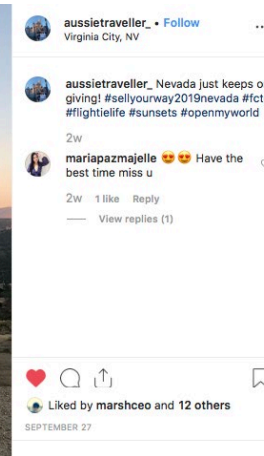 aussietraveller_ • Follow
Virginia City, NV
aussietraveller_ Nevada just keeps o
giving! #sellyourway2019nevada #fct
#flightielife #sunsets #openmyworld
2w
mariapazmajelle 😍😍 Have the
best time miss u
2w 1 like Reply
View replies (1)
Liked by marshceo and 12 others
SEPTEMBER 27